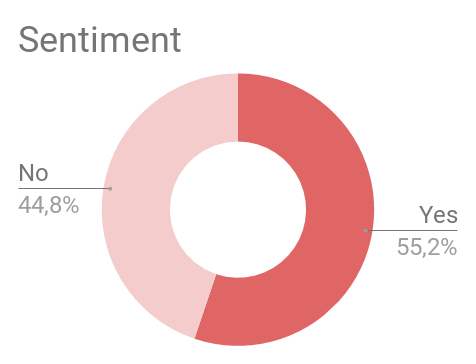 Sentiment
No
44,8%
Yes
55,2%